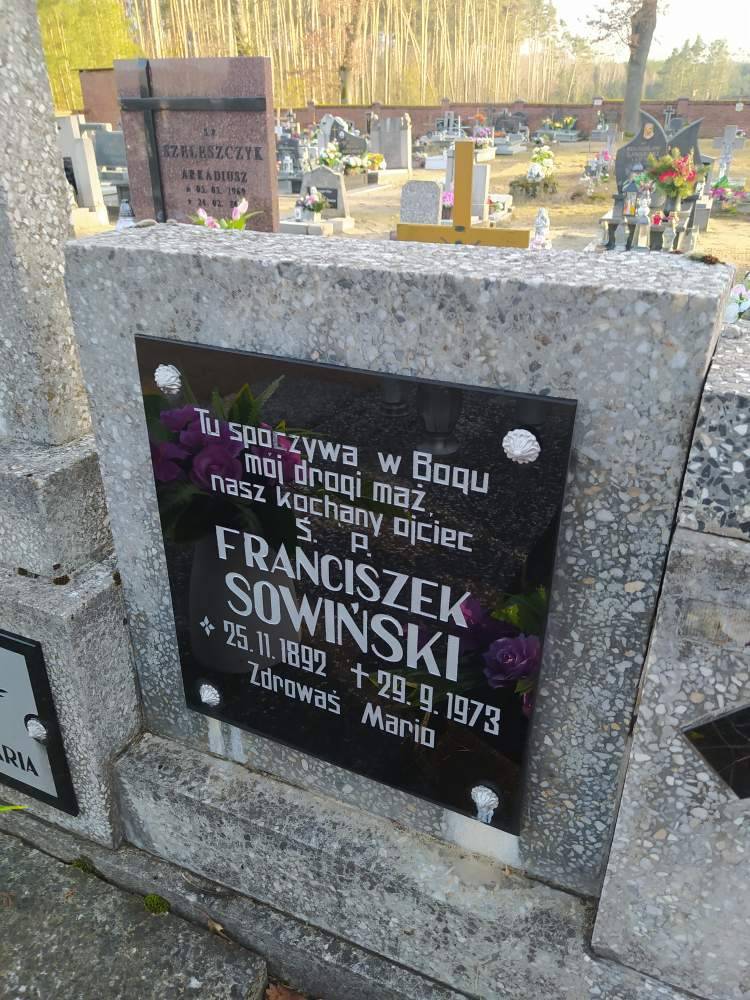 Ś.P.
SZELESZCZYK
ARKADIUSZ
Tu spoczywa w Bogu
mój drogi mąż,
nasz kochany ojciec
Ś. P.
FRANCISZEK
SOWIŃSKI
* 25.11.1892 + 29.9.1973
Zdrowaś Mario
ARIA